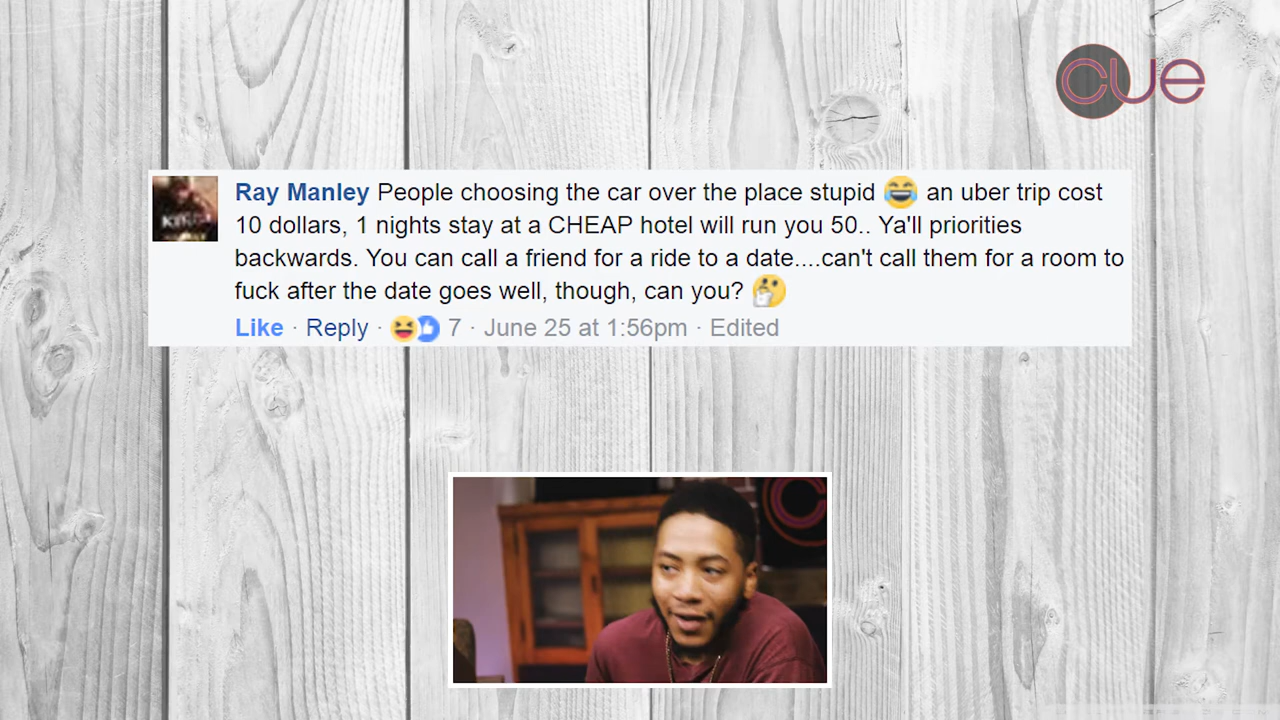 cue
Ray Manley People choosing the car over the place stupid 😂 an uber trip cost
10 dollars, 1 nights stay at a CHEAP hotel will run you 50.. Ya'll priorities
backwards. You can call a friend for a ride to a date....can't call them for a room to
fuck after the date goes well, though, can you? 🤔
Like · Reply · 😆👍 7 · June 25 at 1:56pm · Edited